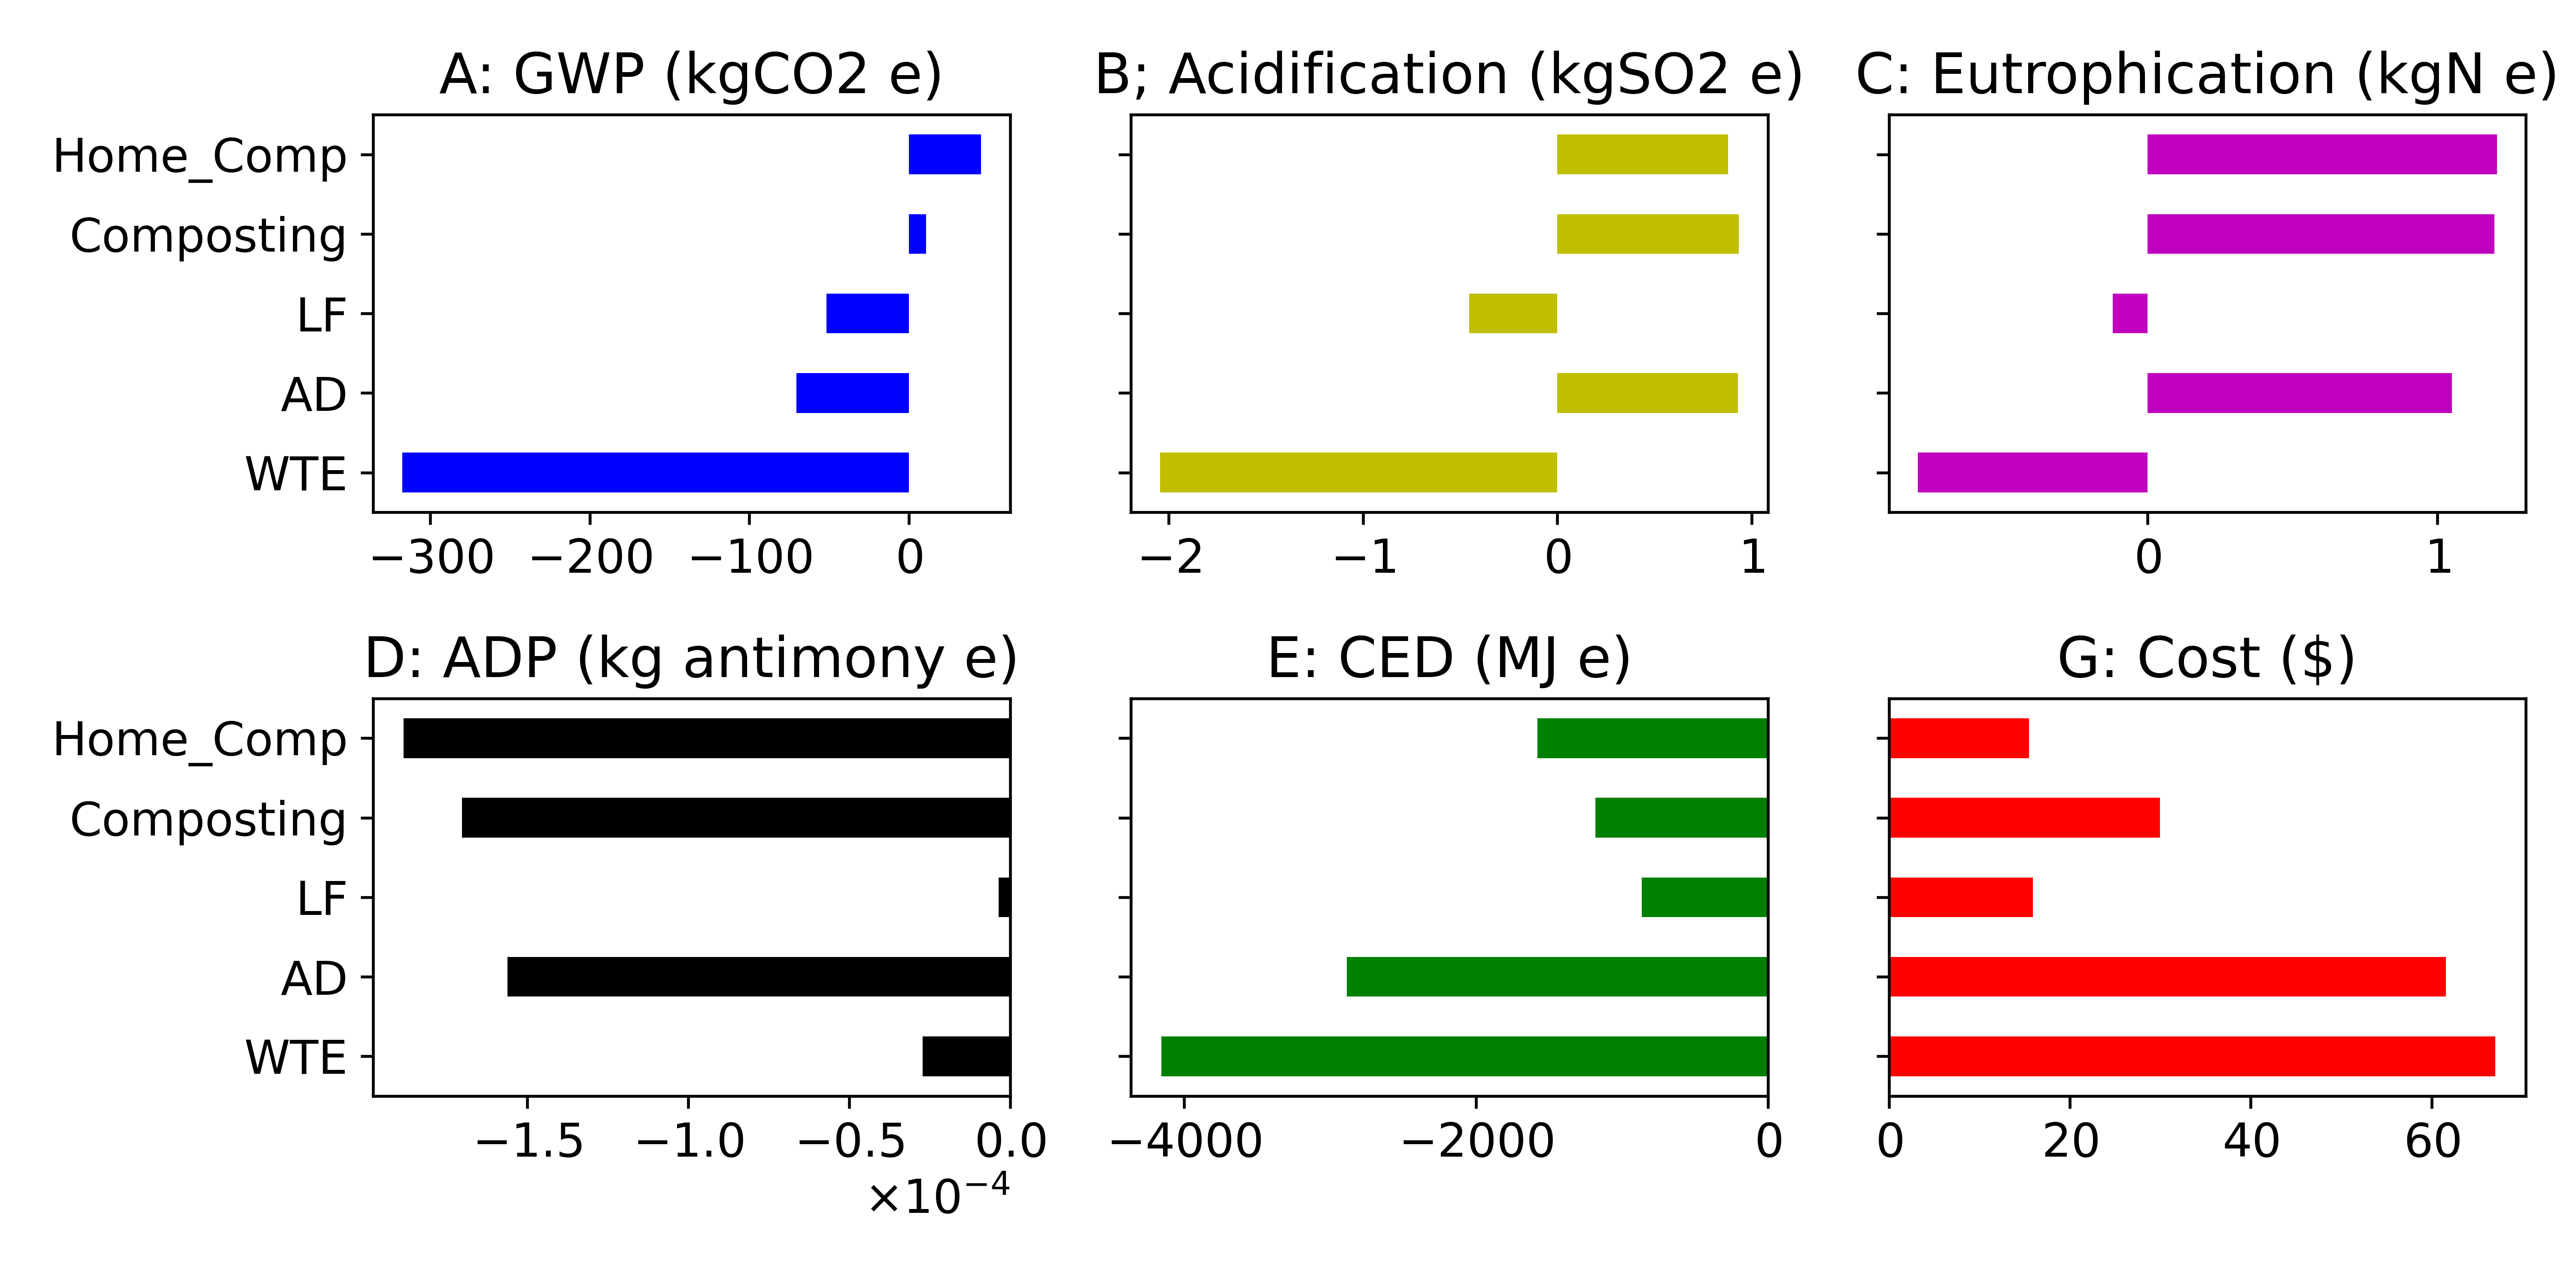 A: GWP (kgCO2 e)
B; Acidification (kgSO2 e)
C: Eutrophication (kgN e)
Home_Comp
Composting
LF
AD
WTE
−300 −200 −100 0
−2 −1 0 1
0 1
D: ADP (kg antimony e)
E: CED (MJ e)
G: Cost ($)
Home_Comp
Composting
LF
AD
WTE
−1.5 −1.0 −0.5 0.0
×10⁻⁴
−4000 −2000 0
0 20 40 60